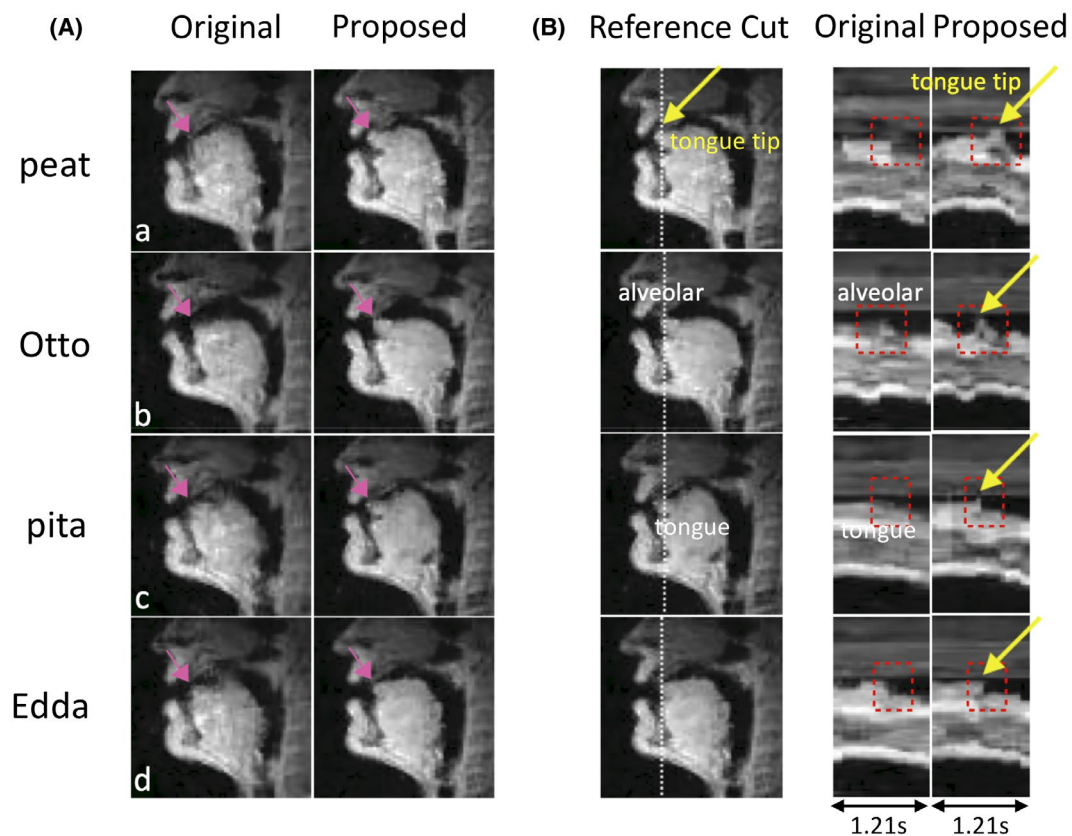 (A) Original Proposed (B) Reference Cut Original Proposed
peat
a
tongue tip
tongue tip
Otto
b
alveolar
alveolar
pita
c
tongue
tongue
Edda
d
1.21s 1.21s